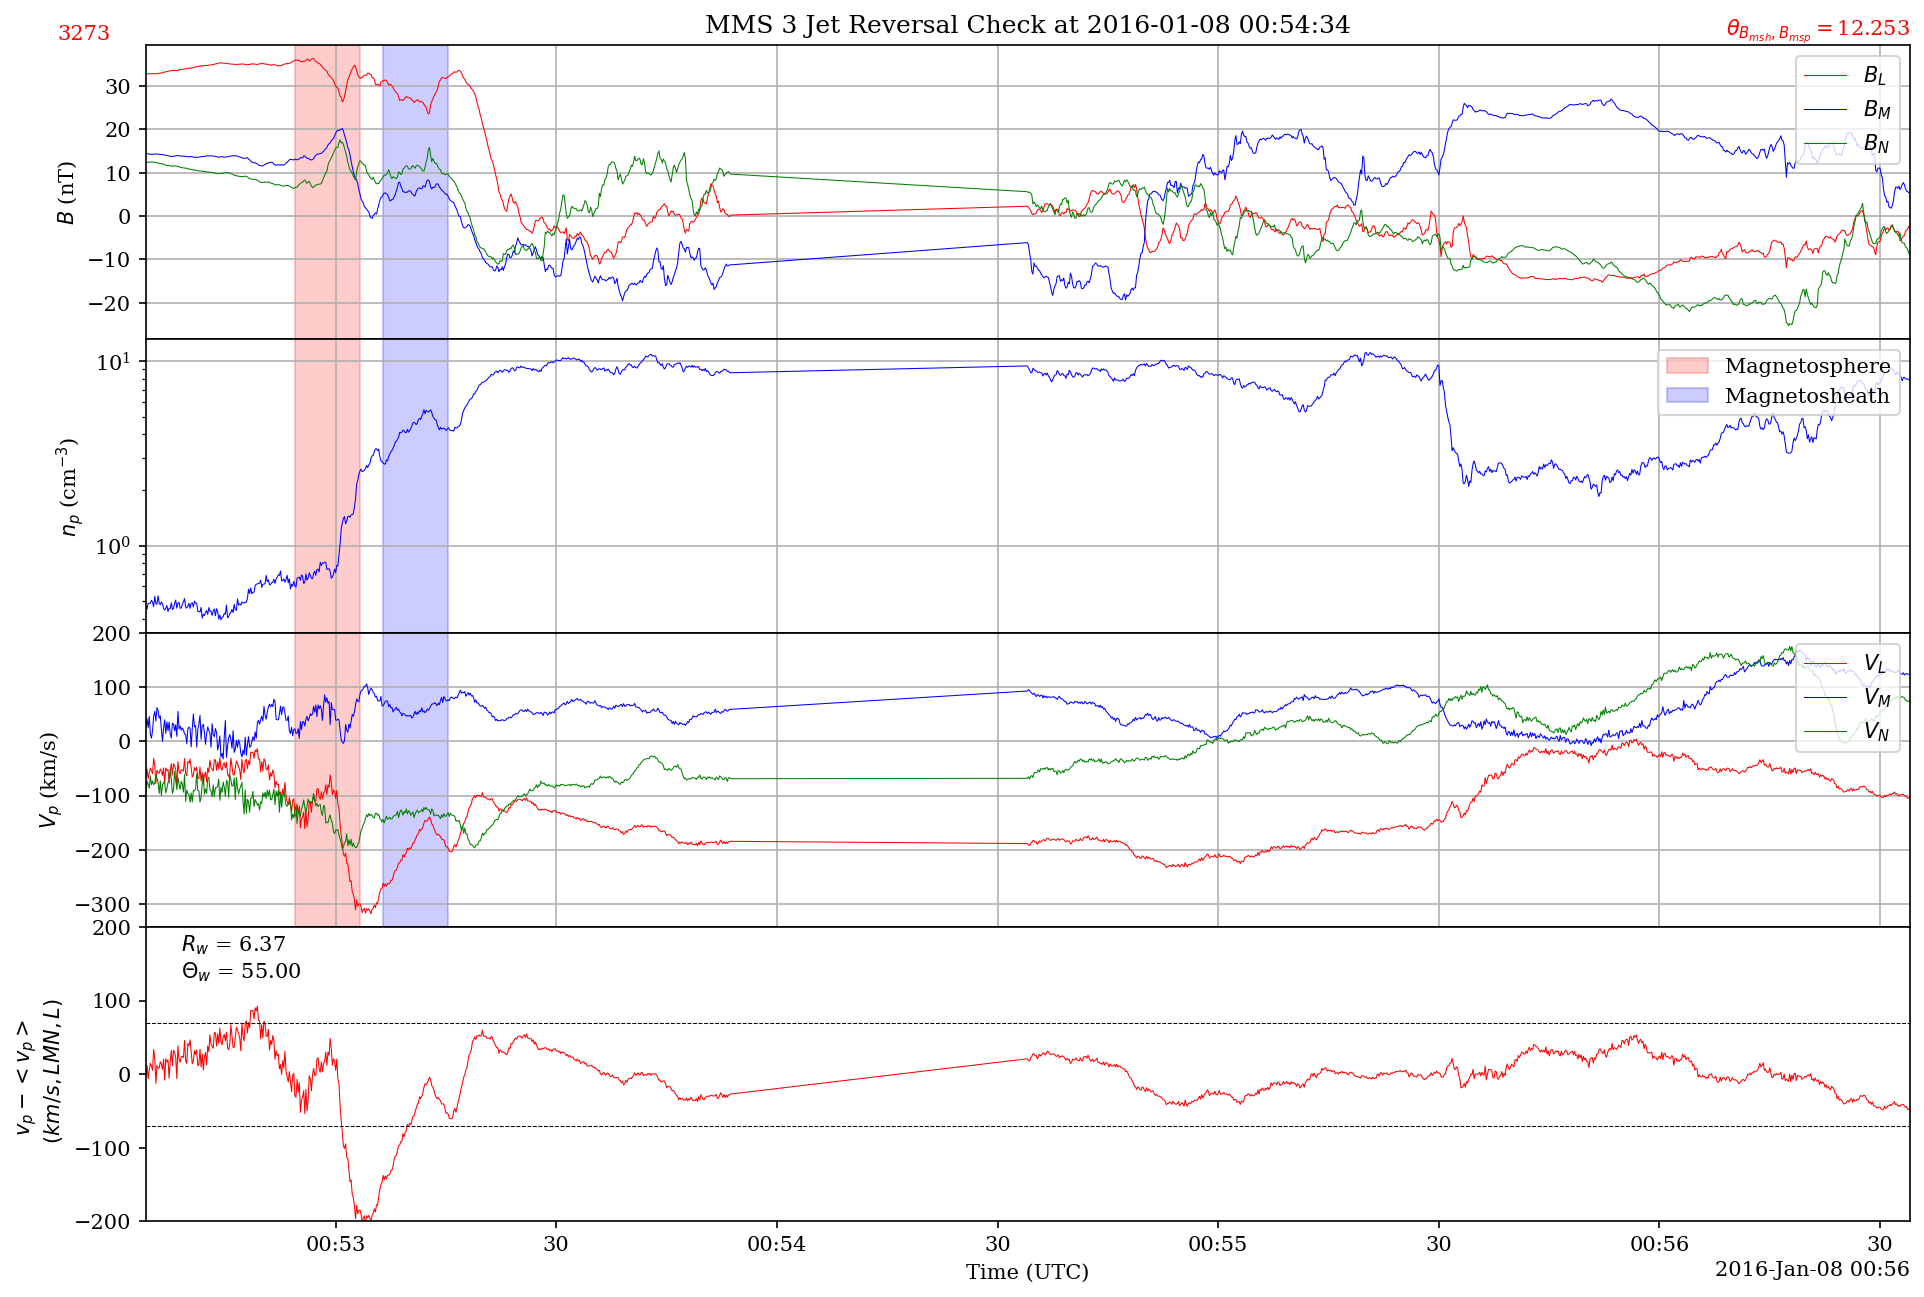 3273
MMS 3 Jet Reversal Check at 2016-01-08 00:54:34
θ_{B_{msh}, B_{msp}} = 12.253
B (nT)
30
20
10
0
−10
−20
B_L
B_M
B_N
n_p (cm^{−3})
10^1
10^0
Magnetosphere
Magnetosheath
V_p (km/s)
200
100
0
−100
−200
−300
V_L
V_M
V_N
v_p − <v_p>
(km/s, LMN, L)
200
100
0
−100
−200
R_w = 6.37
Θ_w = 55.00
00:53
30
00:54
30
00:55
30
00:56
30
Time (UTC)
2016-Jan-08 00:56